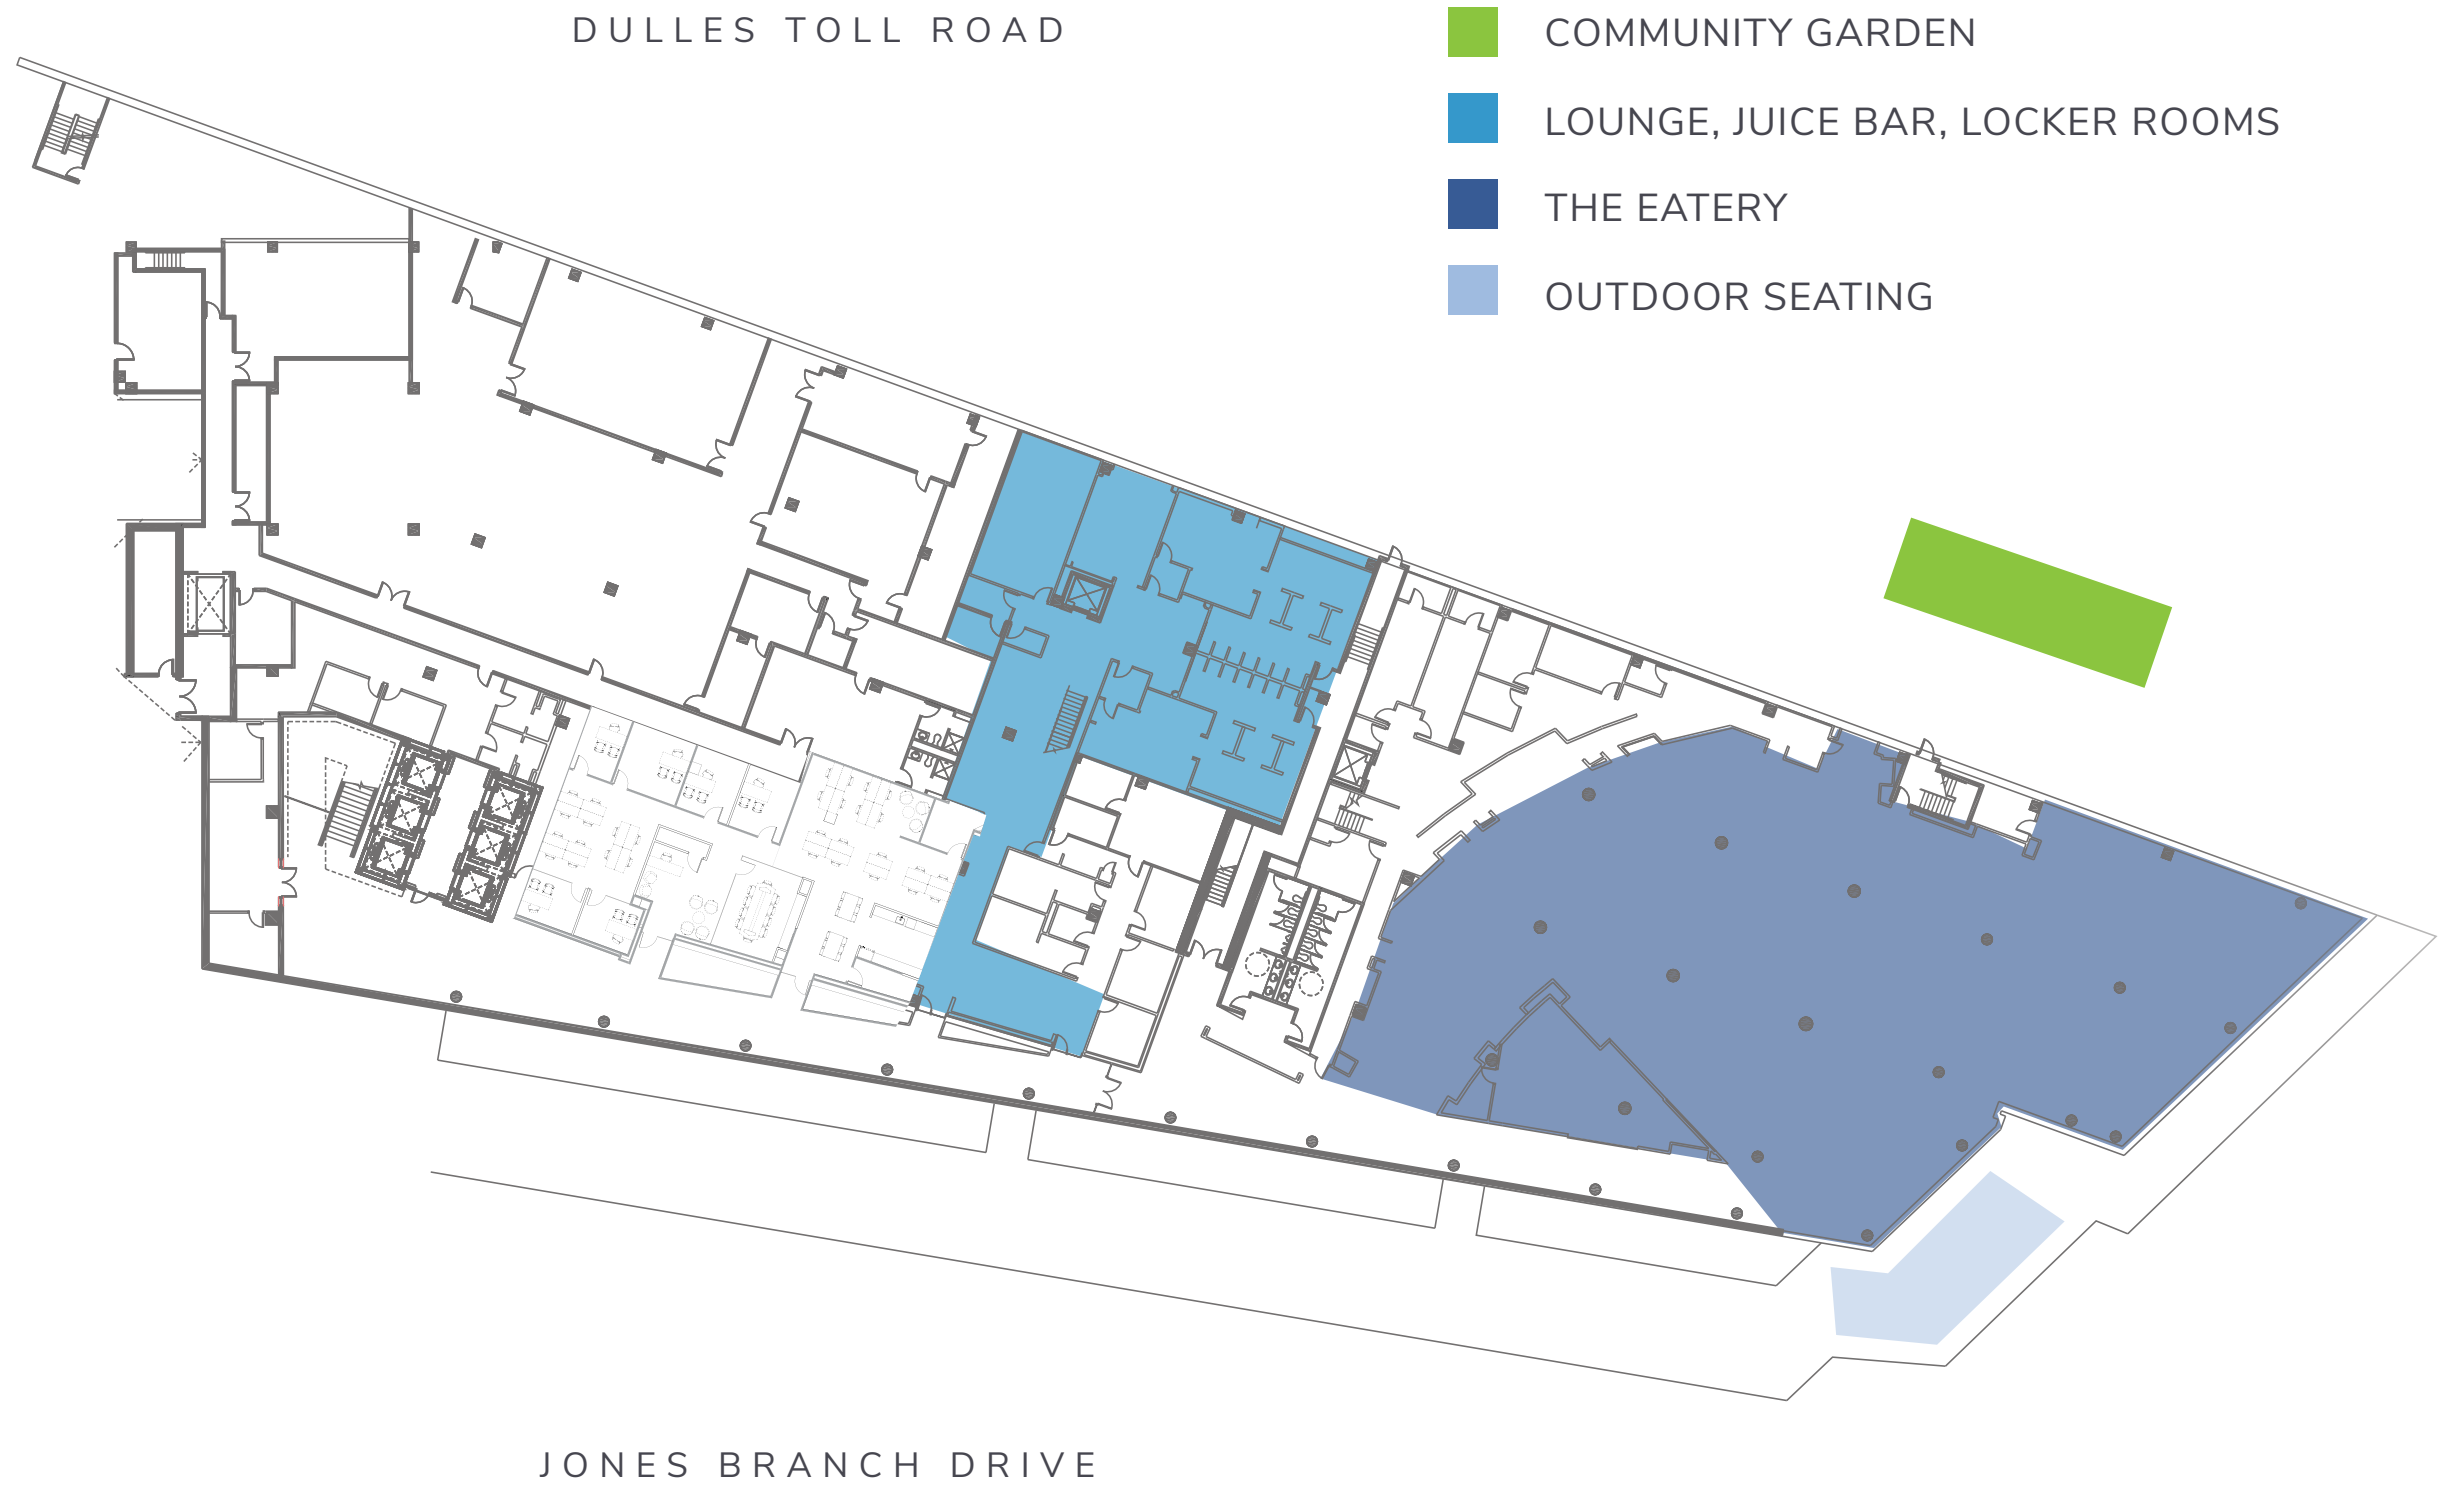 DULLES TOLL ROAD
COMMUNITY GARDEN
LOUNGE, JUICE BAR, LOCKER ROOMS
THE EATERY
OUTDOOR SEATING
JONES BRANCH DRIVE